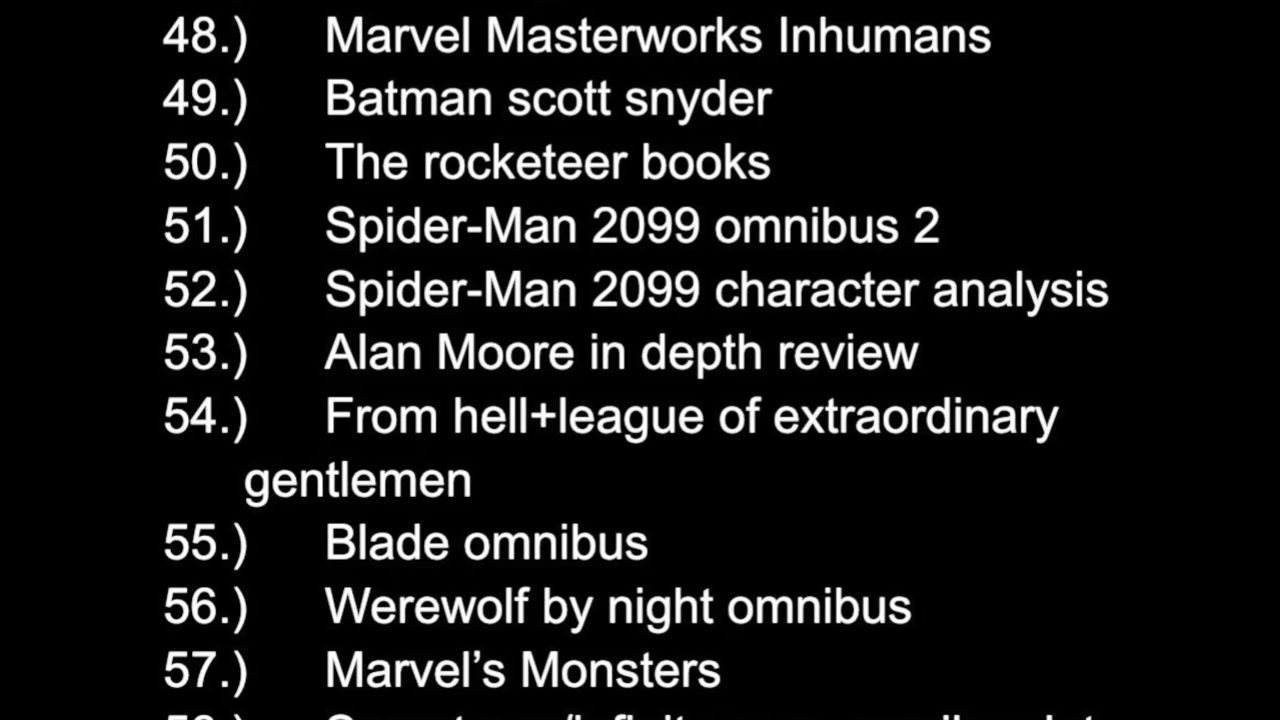 48.) Marvel Masterworks Inhumans
49.) Batman scott snyder
50.) The rocketeer books
51.) Spider-Man 2099 omnibus 2
52.) Spider-Man 2099 character analysis
53.) Alan Moore in depth review
54.) From hell+league of extraordinary
gentlemen
55.) Blade omnibus
56.) Werewolf by night omnibus
57.) Marvel’s Monsters